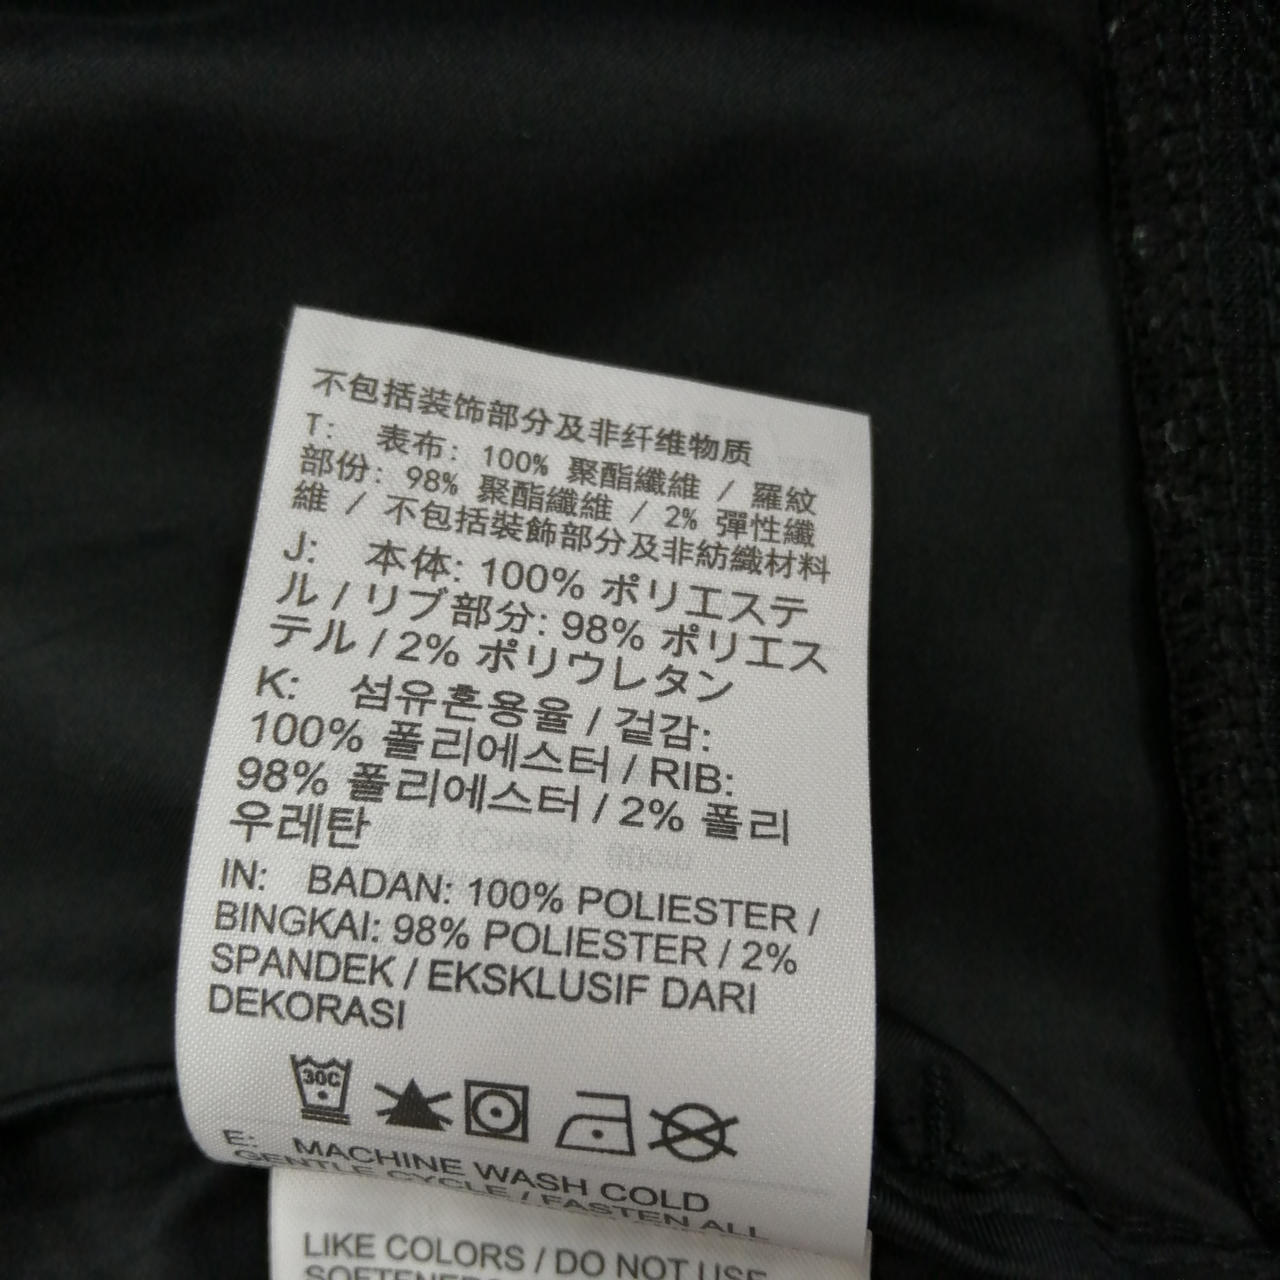 不包括装饰部分及非纤维物质
T: 表布: 100% 聚酯纖維 / 羅紋
部份: 98% 聚酯纖維 / 2% 彈性纖
維 / 不包括裝飾部分及非紡織材料
J: 本体: 100% ポリエステ
ル / リブ部分: 98% ポリエス
テル / 2% ポリウレタン
K: 섬유혼용율 / 겉감:
100% 폴리에스터 / RIB:
98% 폴리에스터 / 2% 폴리
우레탄
IN: BADAN: 100% POLIESTER /
BINGKAI: 98% POLIESTER / 2%
SPANDEK / EKSKLUSIF DARI
DEKORASI
30C
E: MACHINE WASH COLD
GENTLE CYCLE / FASTEN ALL
LIKE COLORS / DO NOT USE